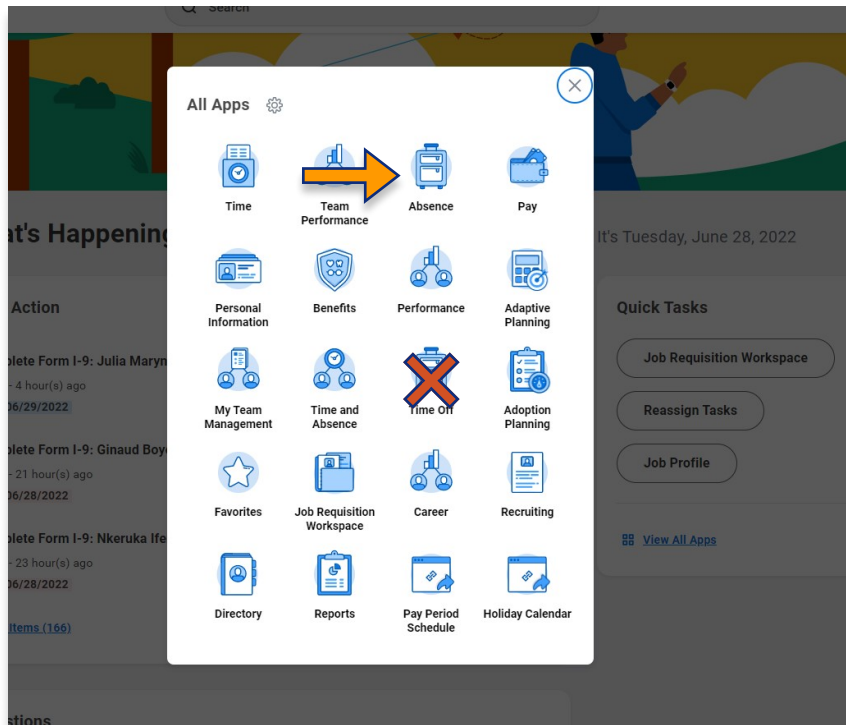 Search
All Apps
Time
Team
Performance
Absence
Pay
at's Happening
It's Tuesday, June 28, 2022
Personal
Information
Benefits
Performance
Adaptive
Planning
Action
Quick Tasks
plete Form I-9: Julia Maryn
- 4 hour(s) ago
06/29/2022
Job Requisition Workspace
My Team
Management
Time and
Absence
Time Off
Adoption
Planning
Reassign Tasks
plete Form I-9: Ginaud Boy
- 21 hour(s) ago
06/28/2022
Job Profile
Favorites
Job Requisition
Workspace
Career
Recruiting
plete Form I-9: Nkeruka Ife
- 23 hour(s) ago
06/28/2022
View All Apps
Directory
Reports
Pay Period
Schedule
Holiday Calendar
Items (166)
stions